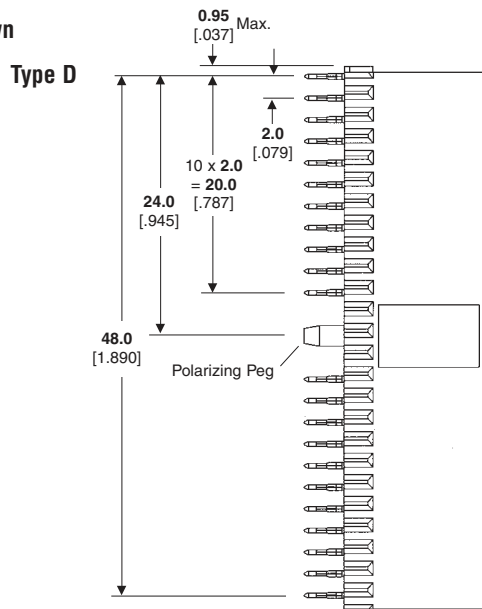 0.95
[.037]
Max.
Type D
2.0
[.079]
10 x 2.0
= 20.0
[.787]
24.0
[.945]
48.0
[1.890]
Polarizing Peg